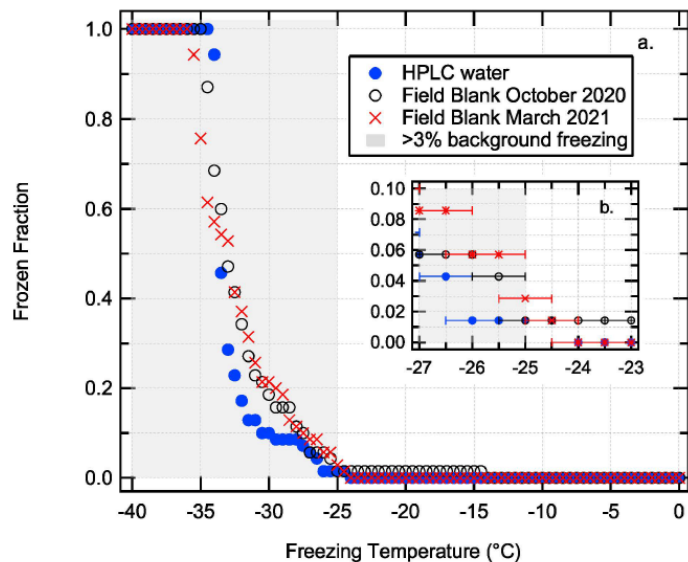 a.
HPLC water
Field Blank October 2020
Field Blank March 2021
>3% background freezing
b.
1.0
0.8
0.6
0.4
0.2
0.0
Frozen Fraction
0.10
0.08
0.06
0.04
0.02
0.00
-27 -26 -25 -24 -23
-40 -35 -30 -25 -20 -15 -10 -5 0
Freezing Temperature (°C)